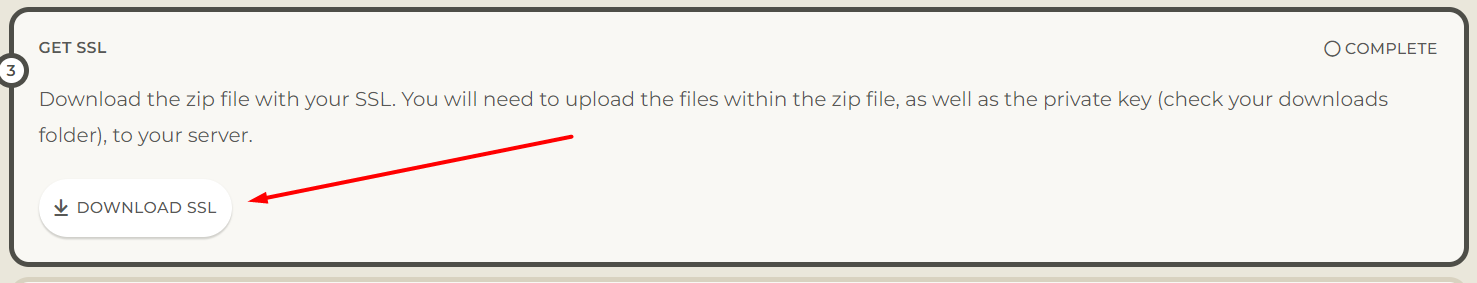 GET SSL
COMPLETE
3
Download the zip file with your SSL. You will need to upload the files within the zip file, as well as the private key (check your downloads
folder), to your server.
DOWNLOAD SSL